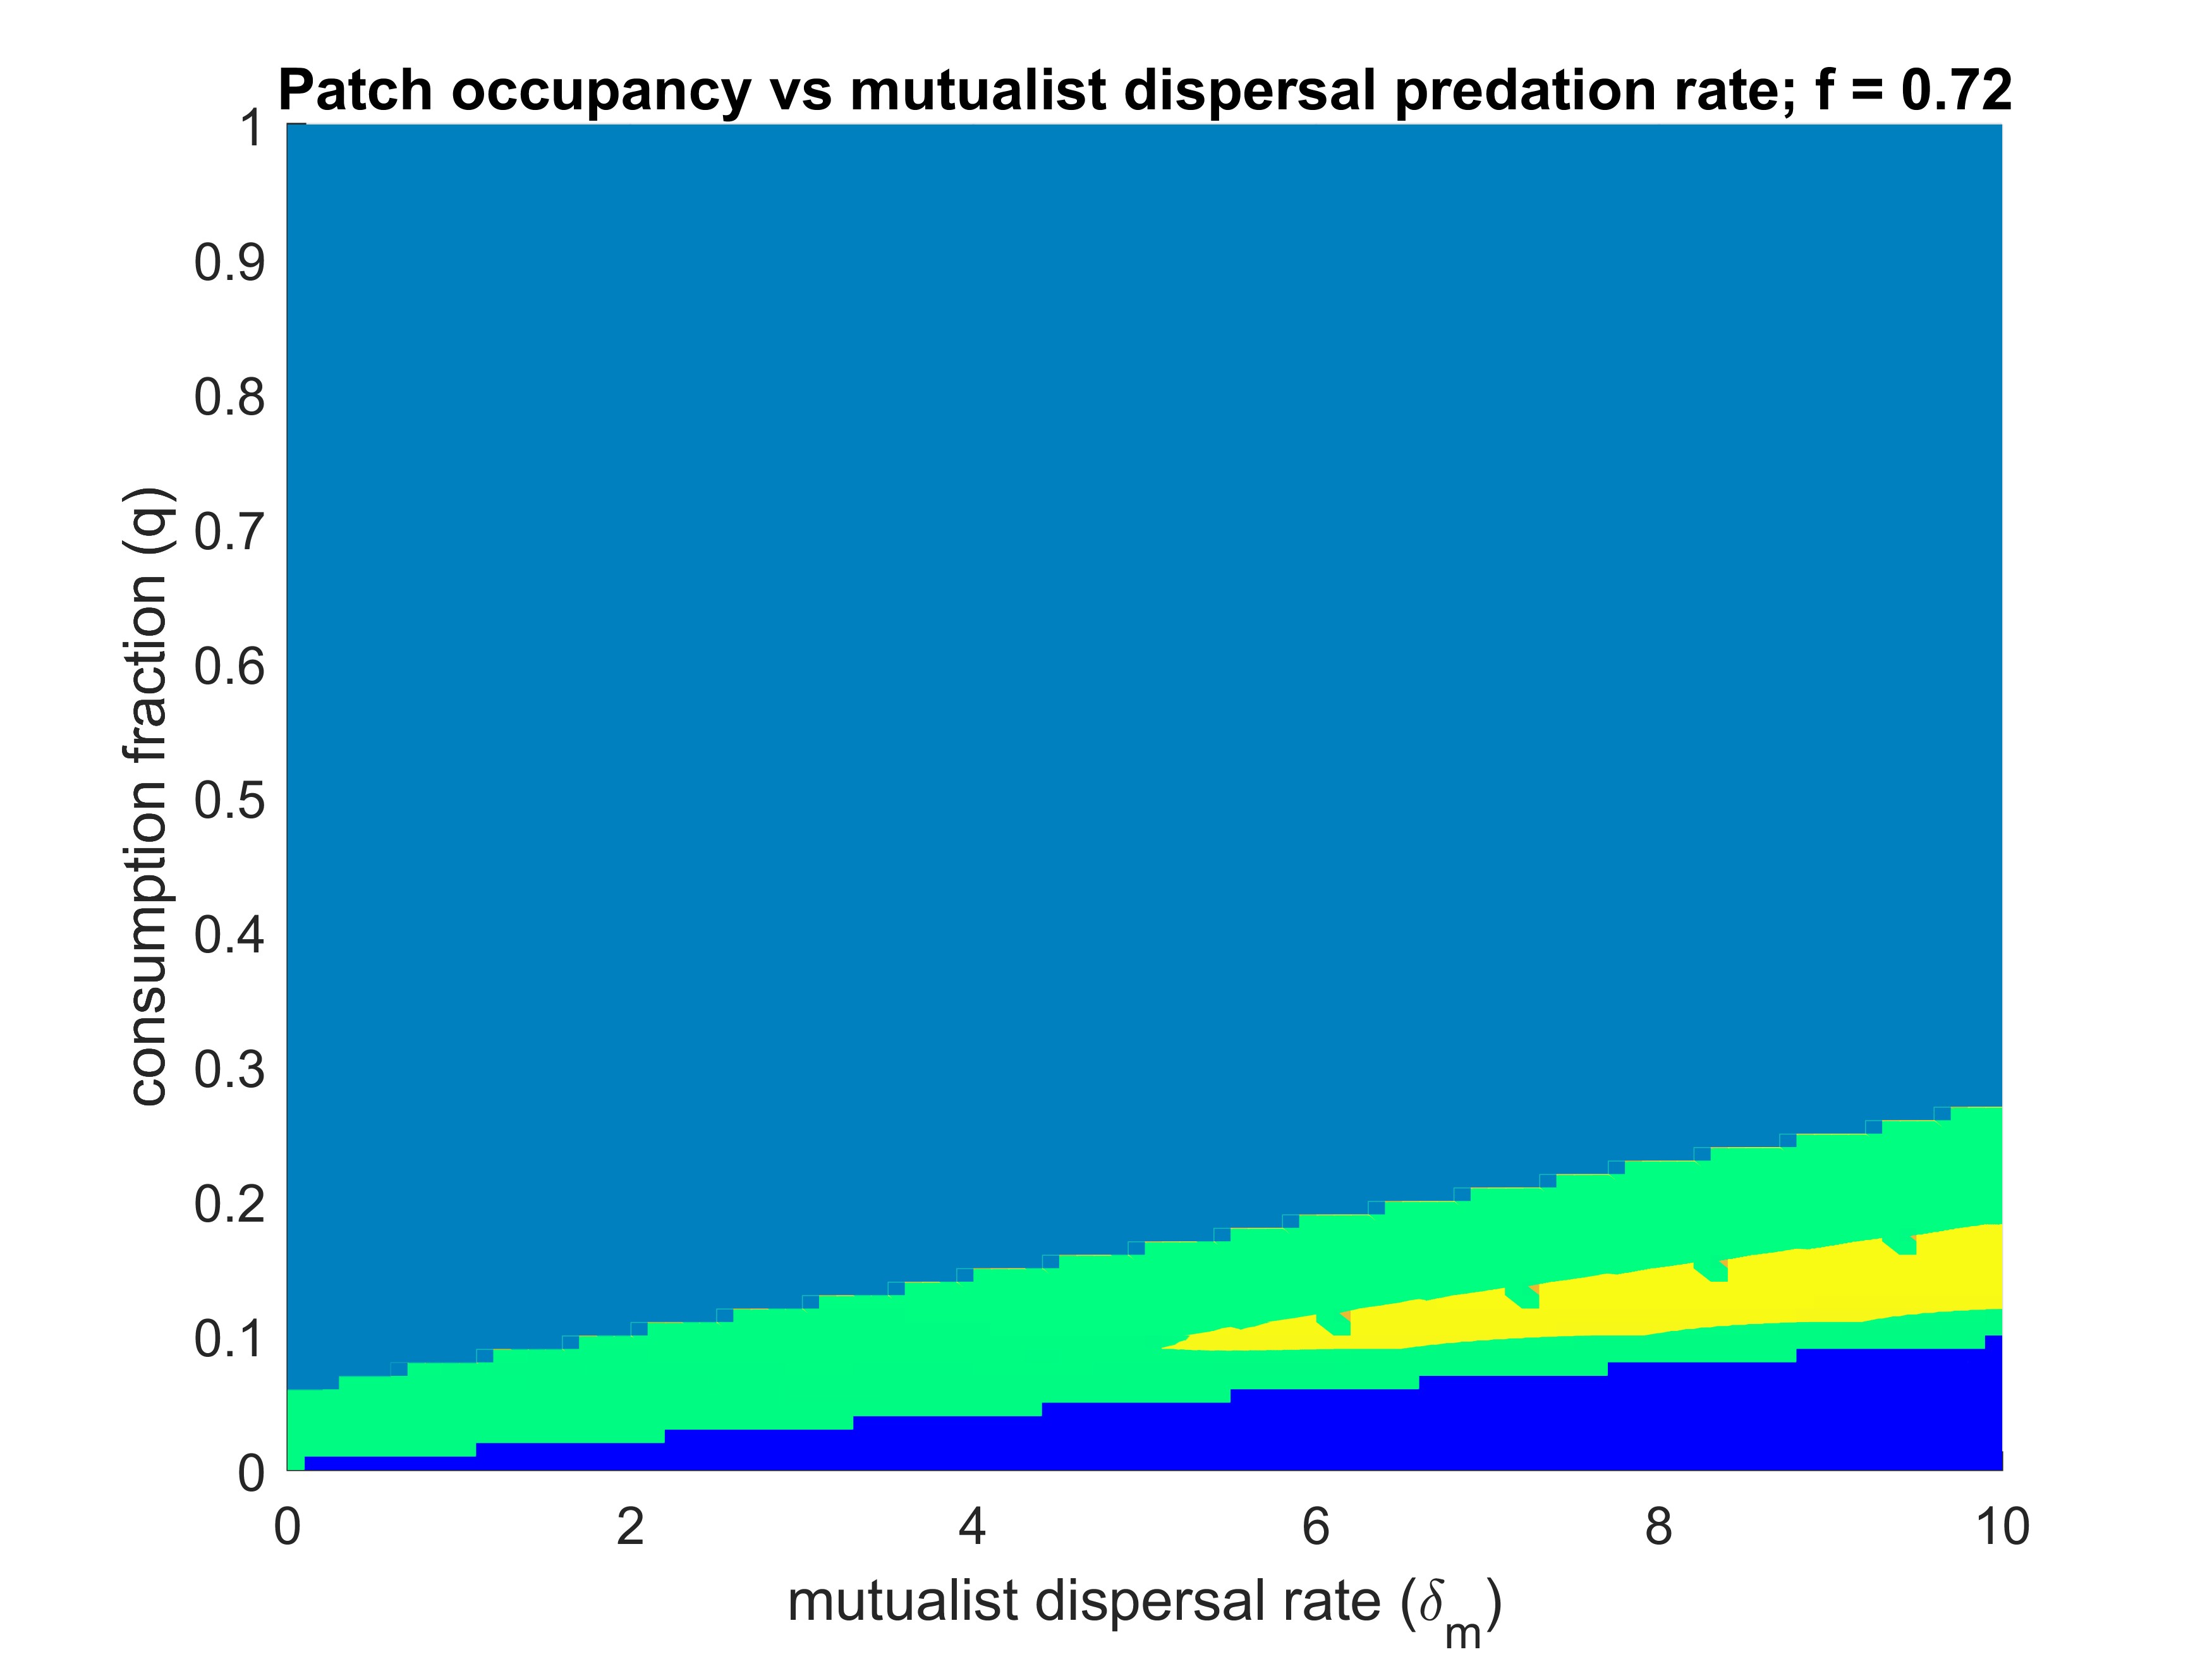 Patch occupancy vs mutualist dispersal predation rate; f = 0.72
1
0.9
0.8
0.7
0.6
0.5
0.4
0.3
0.2
0.1
0
consumption fraction (q)
0 2 4 6 8 10
mutualist dispersal rate (δm)